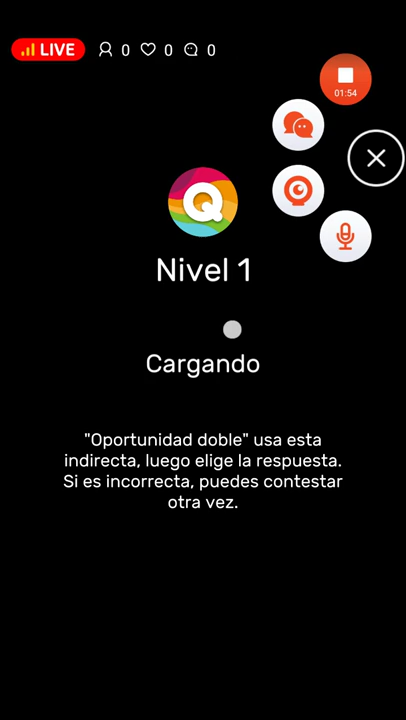 LIVE 0 0 0
01:54
Q
Nivel 1
Cargando
"Oportunidad doble" usa esta
indirecta, luego elige la respuesta.
Si es incorrecta, puedes contestar
otra vez.